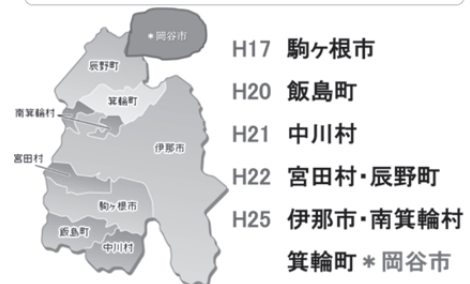 *岡谷市
辰野町
箕輪町
南箕輪村
伊那市
宮田村
駒ヶ根市
飯島町
中川村
H17 駒ヶ根市
H20 飯島町
H21 中川村
H22 宮田村・辰野町
H25 伊那市・南箕輪村
箕輪町*岡谷市